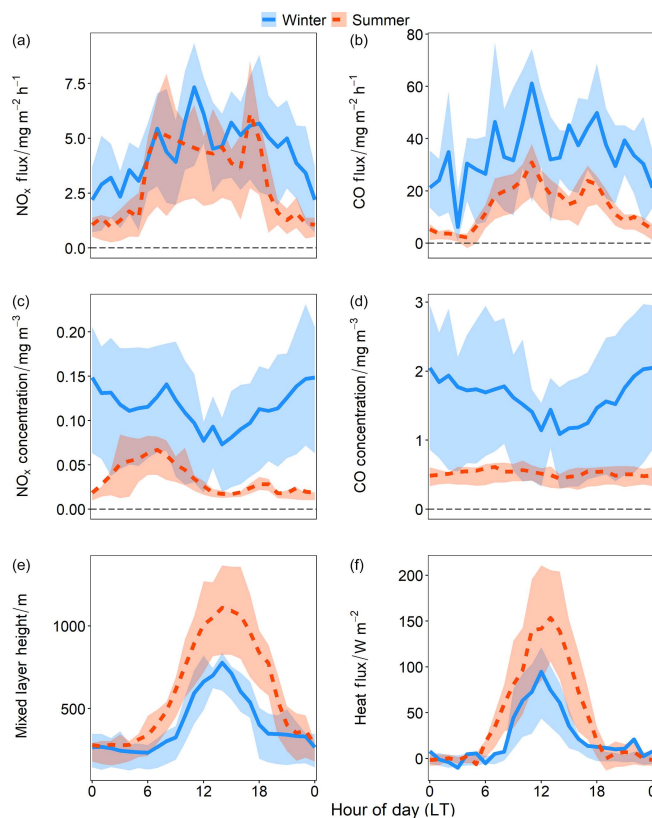 Winter Summer
(a) (b)
NOx flux/mg m−2 h−1
7.5
5.0
2.5
0.0
CO flux/mg m−2 h−1
80
60
40
20
0
(c) (d)
NOx concentration/mg m−3
0.20
0.15
0.10
0.05
0.00
CO concentration/mg m−3
3
2
1
0
(e) (f)
Mixed layer height/m
1000
500
Heat flux/W m−2
200
150
100
50
0
0 6 12 18 0 0 6 12 18 0
Hour of day (LT)